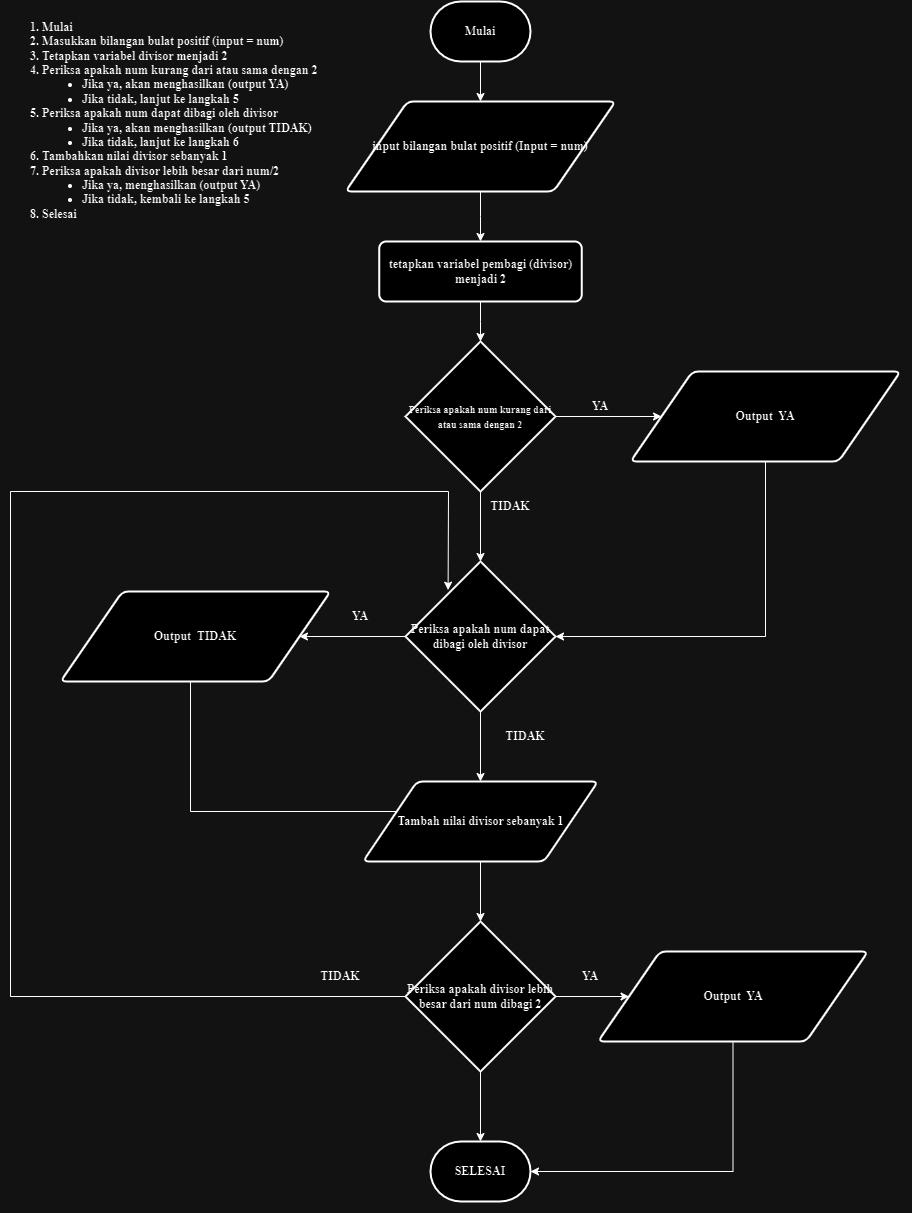 1. Mulai
2. Masukkan bilangan bulat positif (input = num)
3. Tetapkan variabel divisor menjadi 2
4. Periksa apakah num kurang dari atau sama dengan 2
• Jika ya, akan menghasilkan (output YA)
• Jika tidak, lanjut ke langkah 5
5. Periksa apakah num dapat dibagi oleh divisor
• Jika ya, akan menghasilkan (output TIDAK)
• Jika tidak, lanjut ke langkah 6
6. Tambahkan nilai divisor sebanyak 1
7. Periksa apakah divisor lebih besar dari num/2
• Jika ya, menghasilkan (output YA)
• Jika tidak, kembali ke langkah 5
8. Selesai
Mulai
input bilangan bulat positif (Input = num)
tetapkan variabel pembagi (divisor)
menjadi 2
Periksa apakah num kurang dari
atau sama dengan 2
YA
Output YA
TIDAK
Output TIDAK
YA
Periksa apakah num dapat
dibagi oleh divisor
TIDAK
Tambah nilai divisor sebanyak 1
TIDAK
Periksa apakah divisor lebih
besar dari num dibagi 2
YA
Output YA
SELESAI